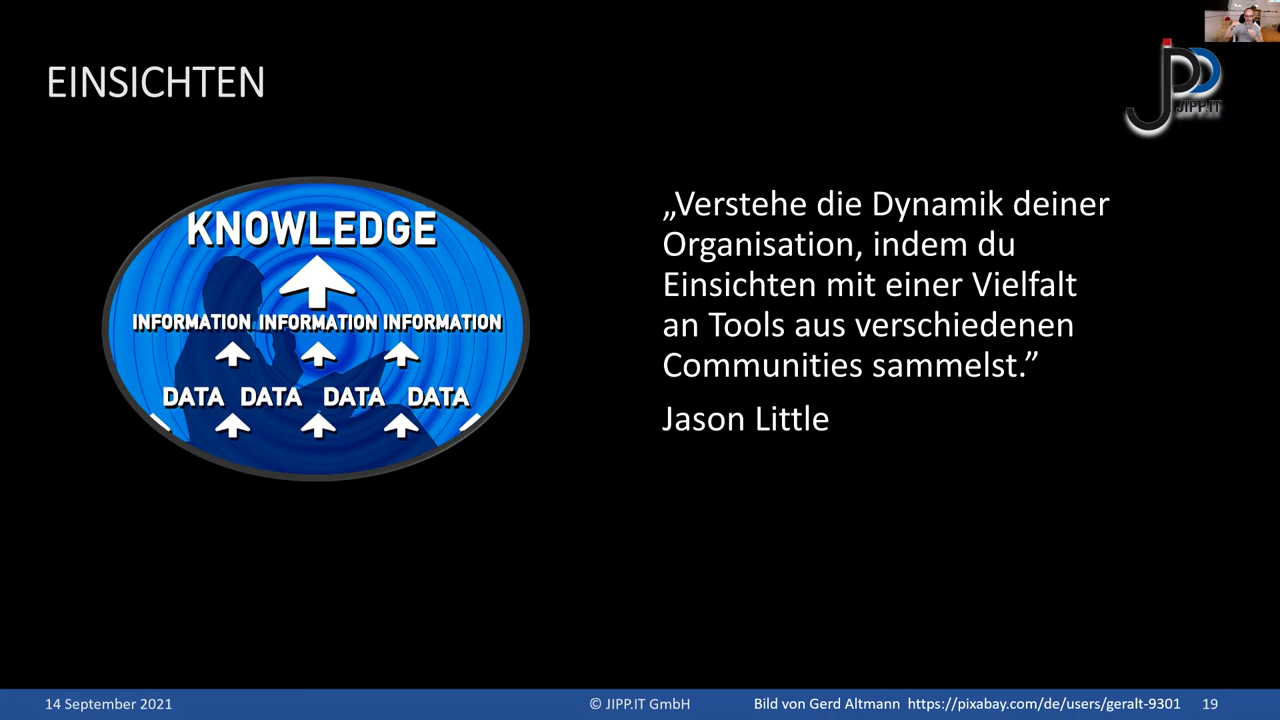 EINSICHTEN
JIPP.IT
KNOWLEDGE
INFORMATION INFORMATION INFORMATION
DATA DATA DATA DATA
„Verstehe die Dynamik deiner
Organisation, indem du
Einsichten mit einer Vielfalt
an Tools aus verschiedenen
Communities sammelst.”
Jason Little
14 September 2021 © JIPP.IT GmbH Bild von Gerd Altmann https://pixabay.com/de/users/geralt-9301 19